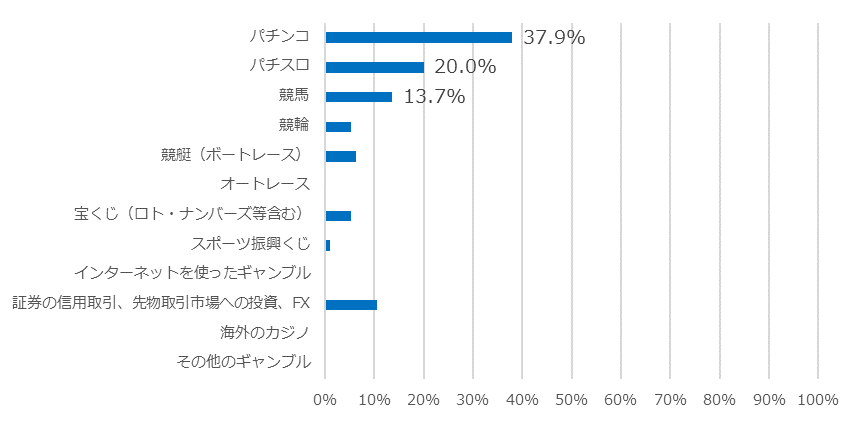 パチンコ 37.9%
パチスロ 20.0%
競馬 13.7%
競輪
競艇（ボートレース）
オートレース
宝くじ（ロト・ナンバーズ等含む）
スポーツ振興くじ
インターネットを使ったギャンブル
証券の信用取引、先物取引市場への投資、FX
海外のカジノ
その他のギャンブル
0% 10% 20% 30% 40% 50% 60% 70% 80% 90% 100%